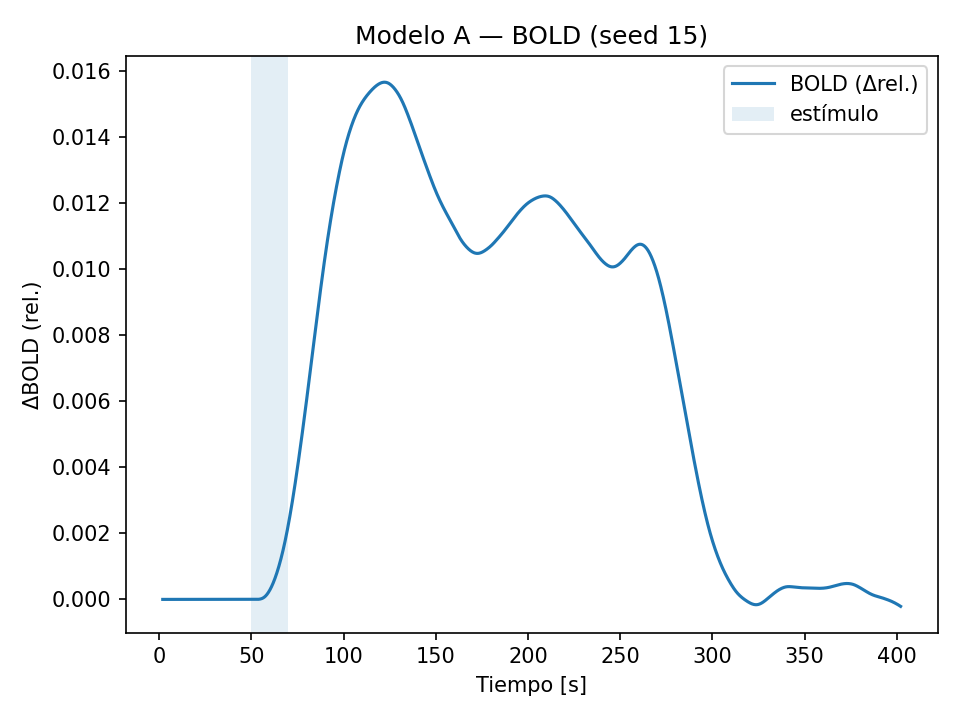 Modelo A — BOLD (seed 15)
BOLD (Δrel.)
estímulo
ΔBOLD (rel.)
0.016
0.014
0.012
0.010
0.008
0.006
0.004
0.002
0.000
0 50 100 150 200 250 300 350 400
Tiempo [s]